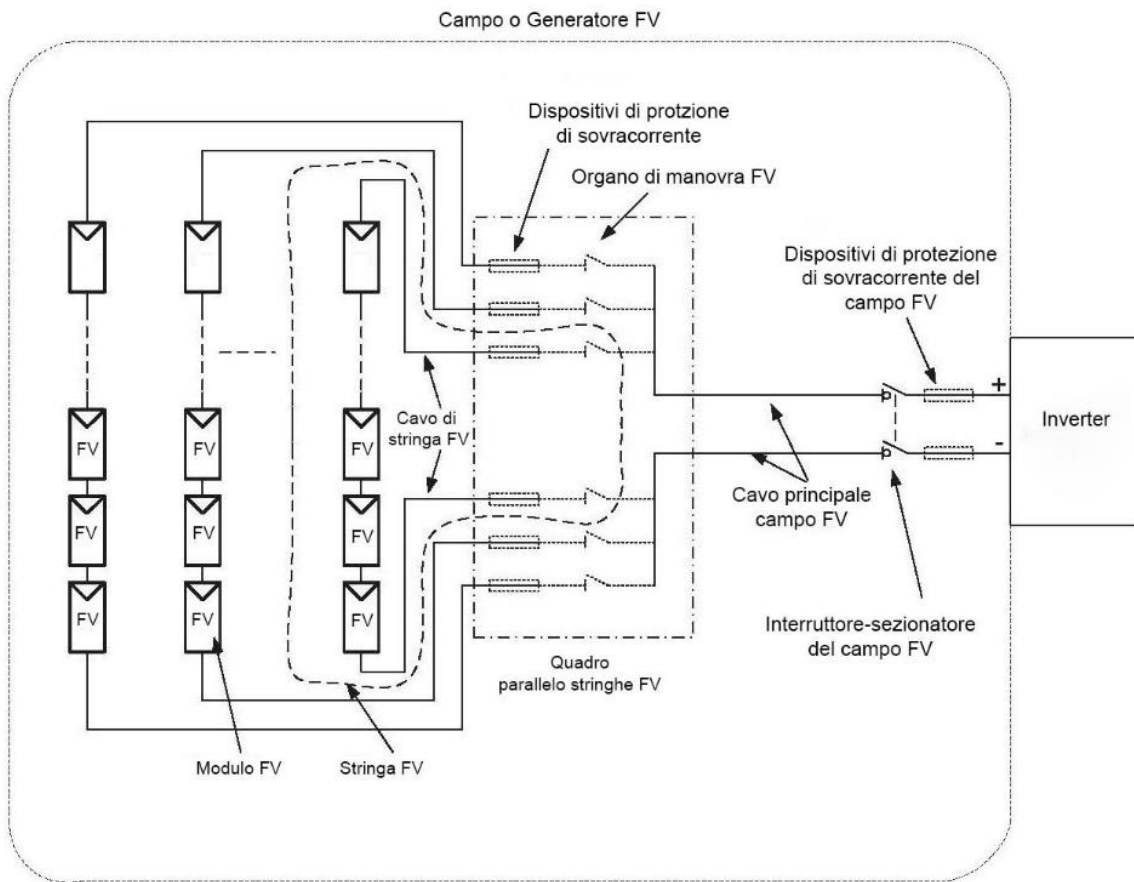 Campo o Generatore FV
Dispositivi di protzione
di sovracorrente
Organo di manovra FV
Dispositivi di protezione
di sovracorrente del
campo FV
+
Inverter
-
Cavo di
stringa FV
FV
FV
FV
FV
FV
FV
FV
FV
FV
Cavo principale
campo FV
Interruttore-sezionatore
del campo FV
Quadro
parallelo stringhe FV
Modulo FV
Stringa FV